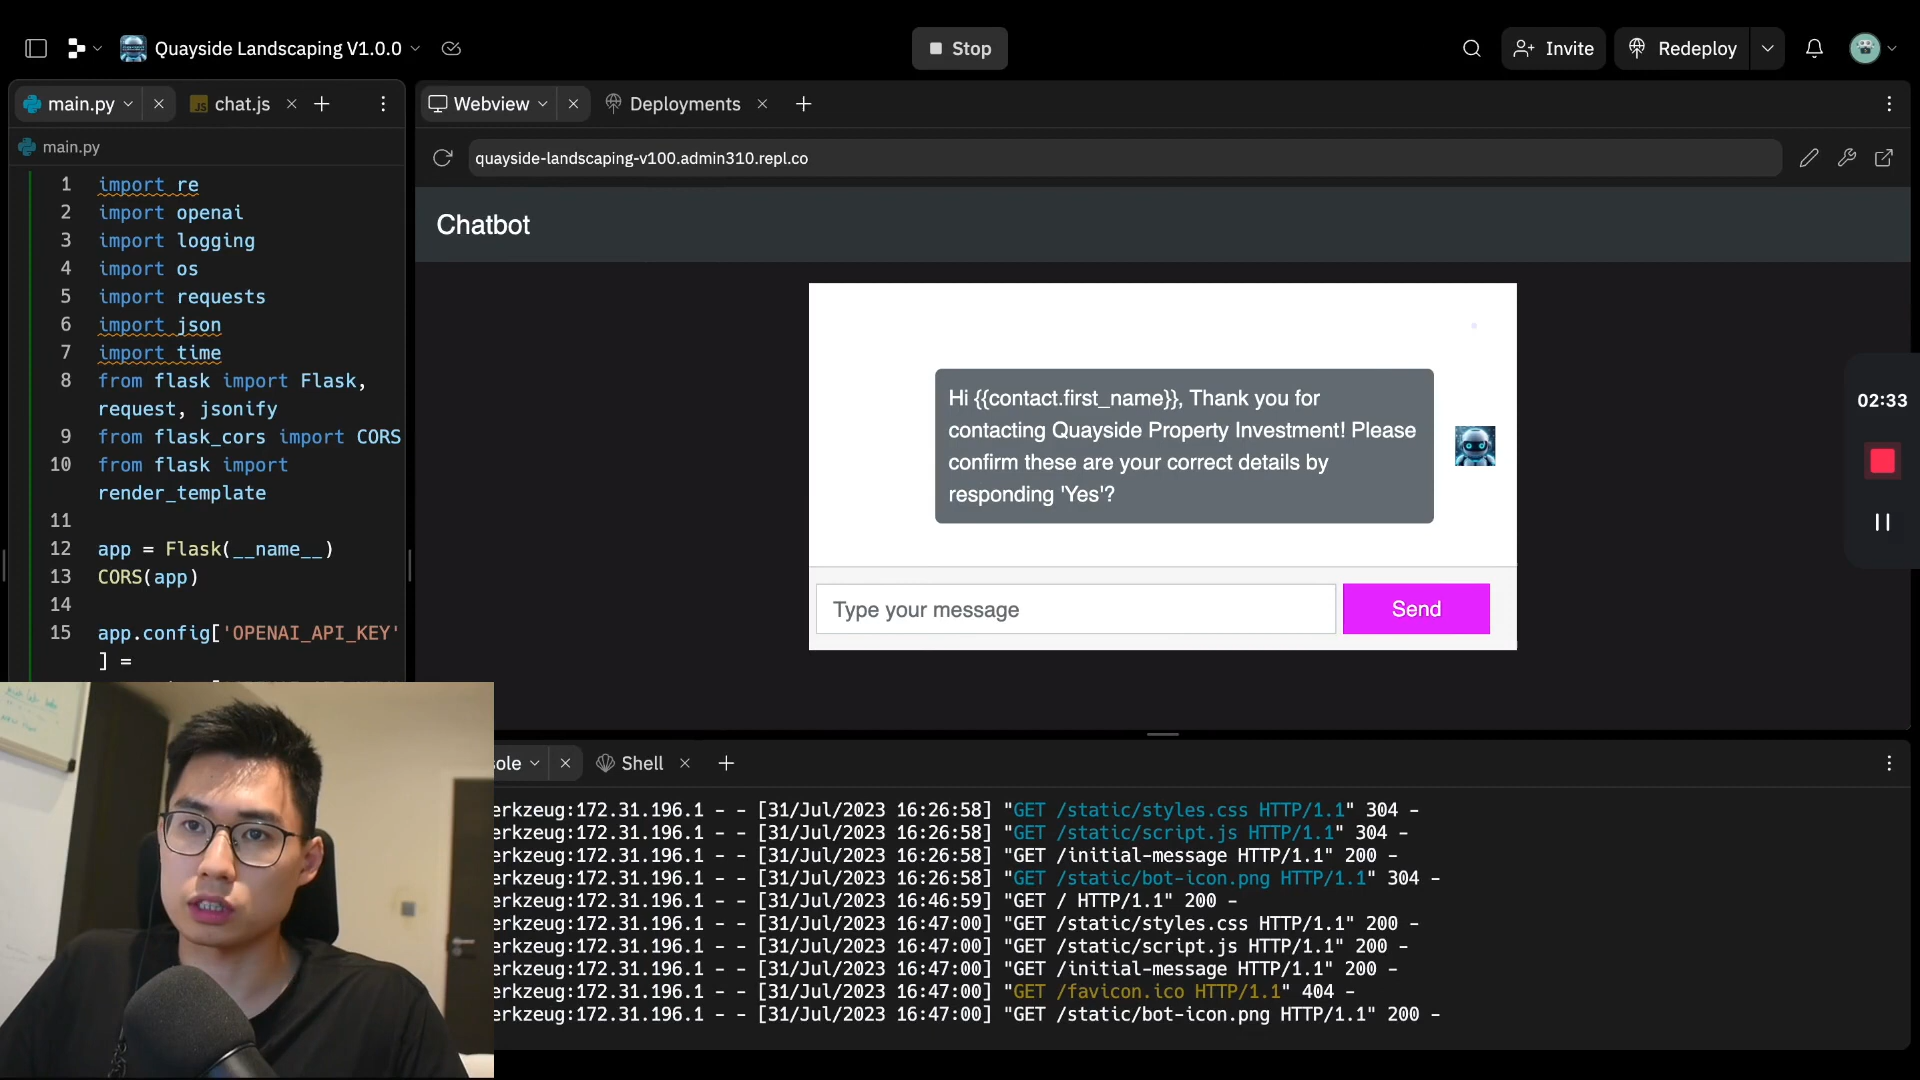 Quayside Landscaping V1.0.0
Stop
Invite
Redeploy
main.py
JS chat.js
Webview
Deployments
main.py
quayside-landscaping-v100.admin310.repl.co
1 import re
2 import openai
3 import logging
4 import os
5 import requests
6 import json
7 import time
8 from flask import Flask,
request, jsonify
9 from flask_cors import CORS
10 from flask import
render_template
11
12 app = Flask(__name__)
13 CORS(app)
14
15 app.config['OPENAI_API_KEY'
] =
Chatbot
Hi {{contact.first_name}}, Thank you for
contacting Quayside Property Investment! Please
confirm these are your correct details by
responding 'Yes'?
Type your message
Send
02:33
ole
Shell
erkzeug:172.31.196.1 - - [31/Jul/2023 16:26:58] "GET /static/styles.css HTTP/1.1" 304 -
erkzeug:172.31.196.1 - - [31/Jul/2023 16:26:58] "GET /static/script.js HTTP/1.1" 304 -
erkzeug:172.31.196.1 - - [31/Jul/2023 16:26:58] "GET /initial-message HTTP/1.1" 200 -
erkzeug:172.31.196.1 - - [31/Jul/2023 16:26:58] "GET /static/bot-icon.png HTTP/1.1" 304 -
erkzeug:172.31.196.1 - - [31/Jul/2023 16:46:59] "GET / HTTP/1.1" 200 -
erkzeug:172.31.196.1 - - [31/Jul/2023 16:47:00] "GET /static/styles.css HTTP/1.1" 200 -
erkzeug:172.31.196.1 - - [31/Jul/2023 16:47:00] "GET /static/script.js HTTP/1.1" 200 -
erkzeug:172.31.196.1 - - [31/Jul/2023 16:47:00] "GET /initial-message HTTP/1.1" 200 -
erkzeug:172.31.196.1 - - [31/Jul/2023 16:47:00] "GET /favicon.ico HTTP/1.1" 404 -
erkzeug:172.31.196.1 - - [31/Jul/2023 16:47:00] "GET /static/bot-icon.png HTTP/1.1" 200 -